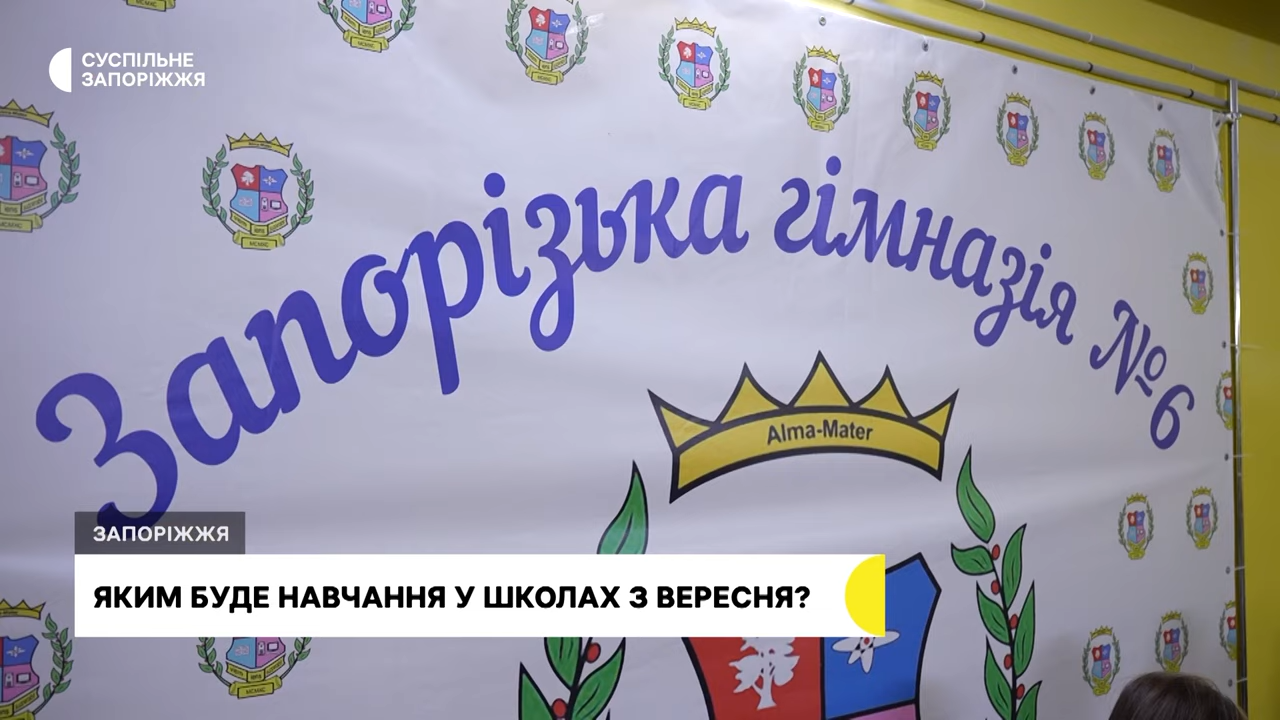 СУСПІЛЬНЕ
ЗАПОРІЖЖЯ
Запорізька гімназія №6
Alma-Mater
ЗАПОРІЖЖЯ
ЯКИМ БУДЕ НАВЧАННЯ У ШКОЛАХ З ВЕРЕСНЯ?